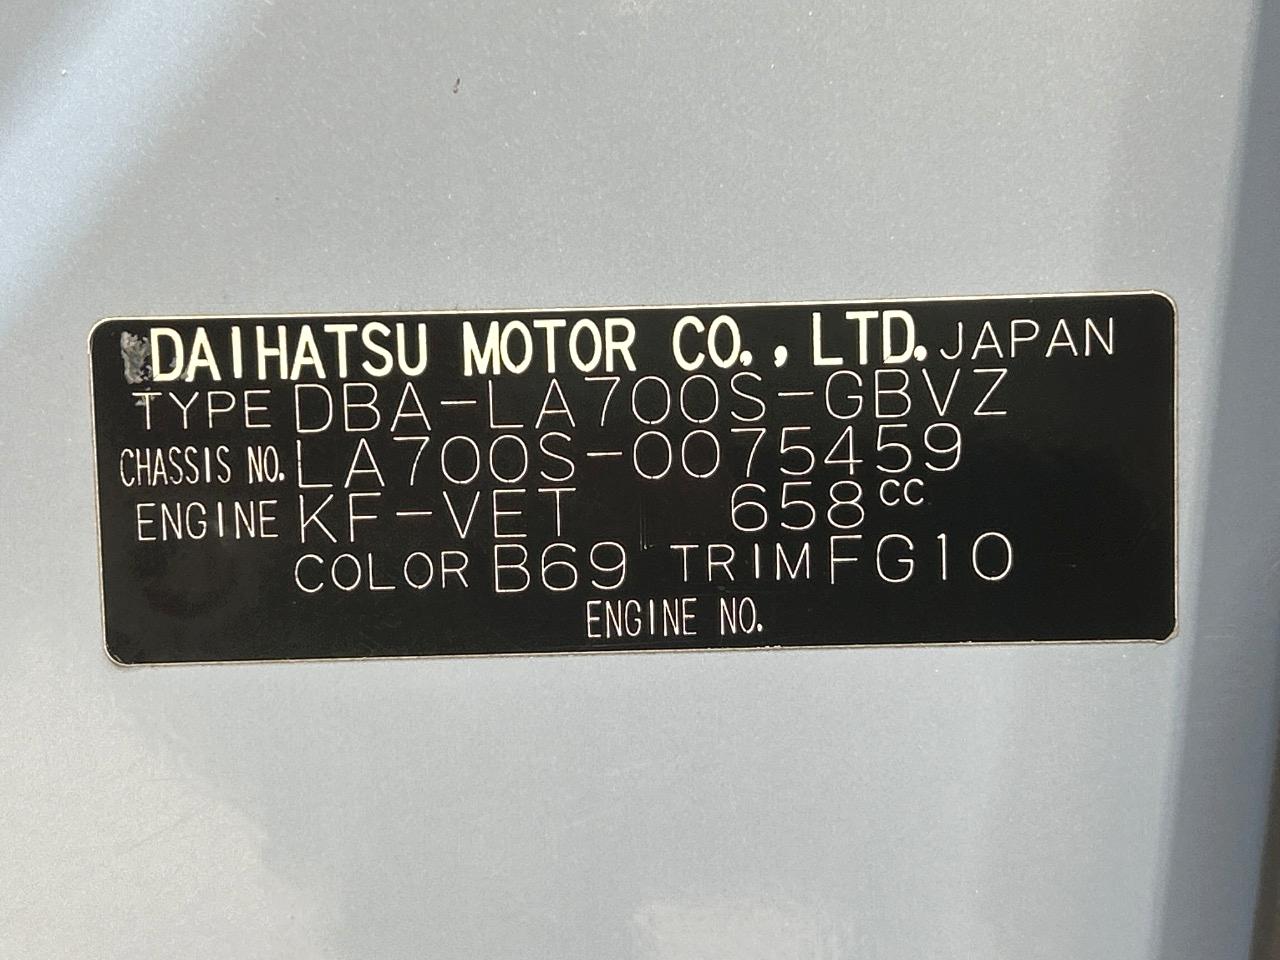 DAIHATSU MOTOR CO., LTD. JAPAN
TYPE DBA-LA700S-GBVZ
CHASSIS NO. LA700S-0075459
ENGINE KF-VET 658cc
COLOR B69 TRIM FG10
ENGINE NO.